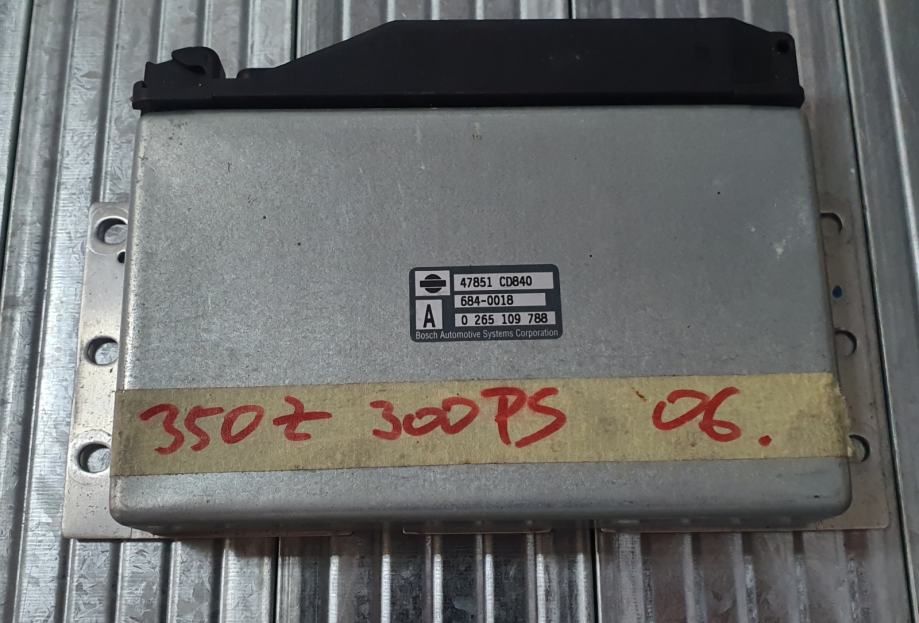 47851 CD840
684-0018
A
0 265 109 788
Bosch Automotive Systems Corporation
350Z 300PS 06.